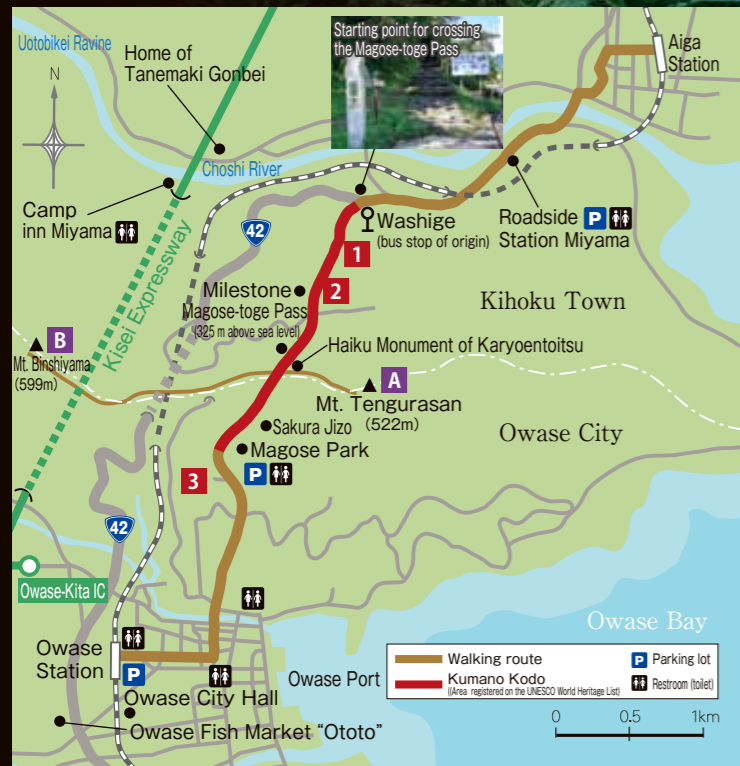 Uotobikei Ravine
Home of
Tanemaki Gonbei
Starting point for crossing
the Magose-toge Pass
Aiga
Station
N
Choshi River
Camp
inn Miyama
42
Washige
(bus stop of origin)
Roadside
Station Miyama
P
1
Kisei Expressway
2
Milestone
Magose-toge Pass
(325 m above sea level)
Kihoku Town
Haiku Monument of Karyoentoitsu
B
Mt. Binshiyama
(599m)
A
Mt. Tengurasan
(522m)
Owase City
Sakura Jizo
Magose Park
P
3
42
Owase-Kita IC
Owase Bay
Owase
Station
P
Owase City Hall
Owase Fish Market “Ototo”
Owase Port
Walking route
Kumano Kodo
((Area registered on the UNESCO World Heritage List)
P Parking lot
Restroom (toilet)
0 0.5 1km